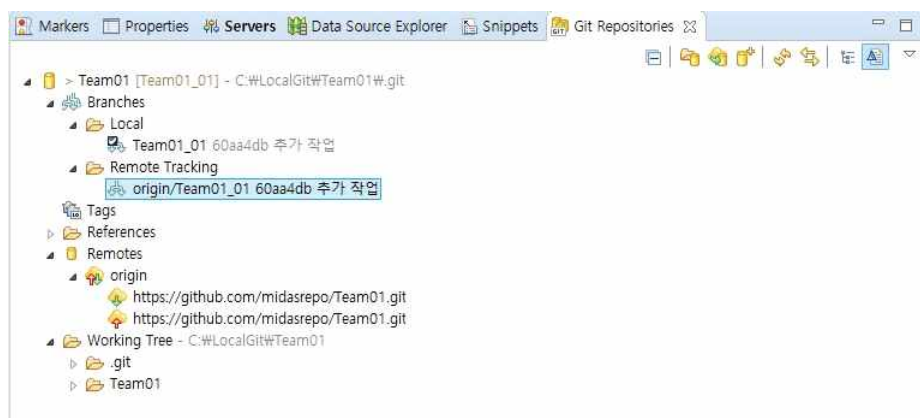 Markers Properties Servers Data Source Explorer Snippets Git Repositories
> Team01 [Team01_01] - C:₩LocalGit₩Team01₩.git
Branches
Local
Team01_01 60aa4db 추가 작업
Remote Tracking
origin/Team01_01 60aa4db 추가 작업
Tags
References
Remotes
origin
https://github.com/midasrepo/Team01.git
https://github.com/midasrepo/Team01.git
Working Tree - C:₩LocalGit₩Team01
.git
Team01